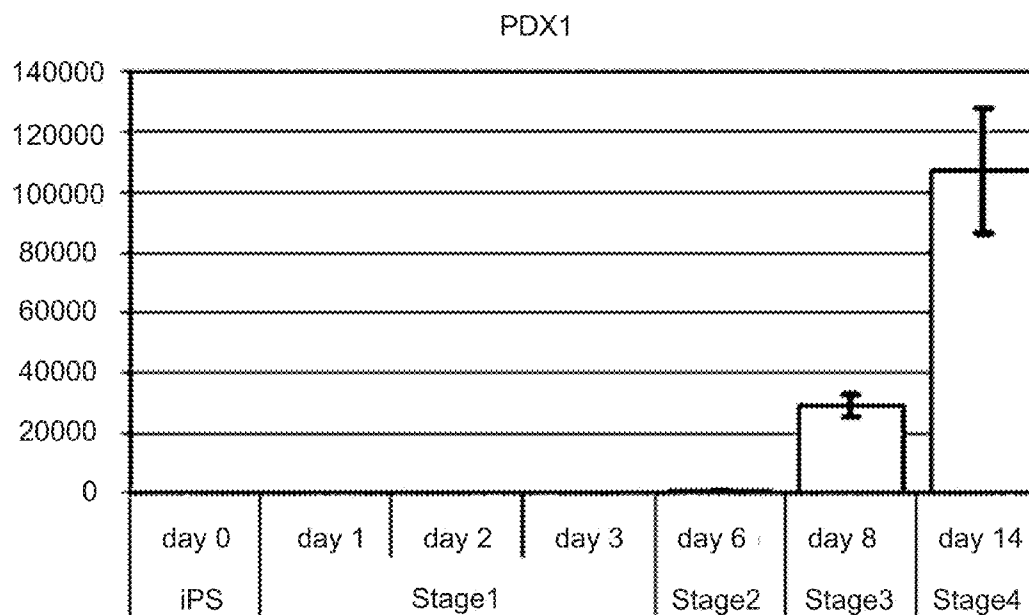 PDX1
140000
120000
100000
80000
60000
40000
20000
0
day 0 day 1 day 2 day 3 day 6 day 8 day 14
iPS Stage1 Stage2 Stage3 Stage4